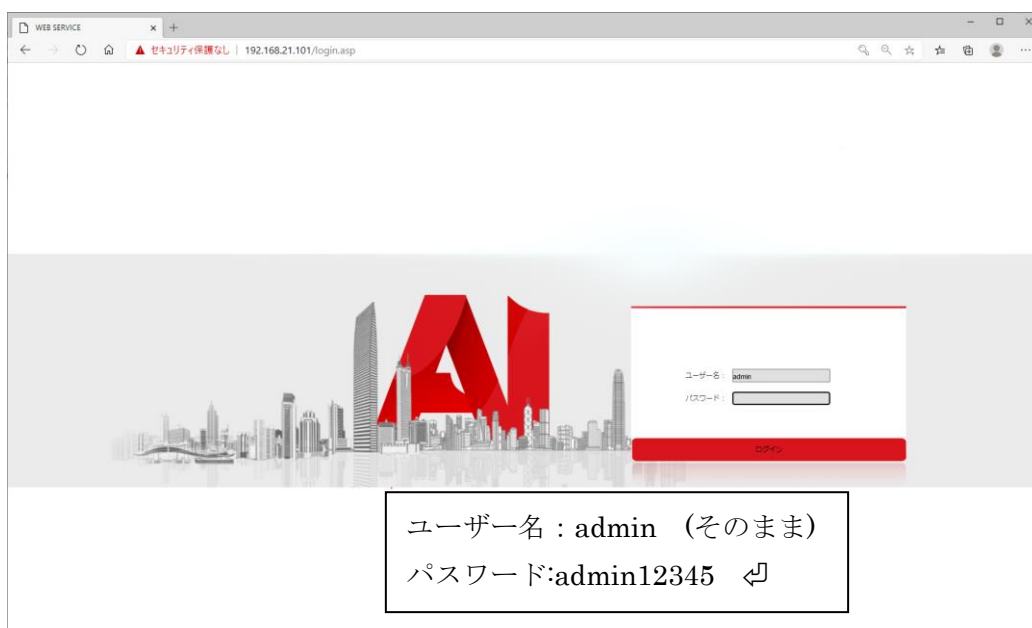 WEB SERVICE
セキュリティ保護なし | 192.168.21.101/login.asp
AI
ユーザー名 : admin
パスワード :
ログイン
ユーザー名：admin （そのまま）
パスワード:admin12345 ⏎